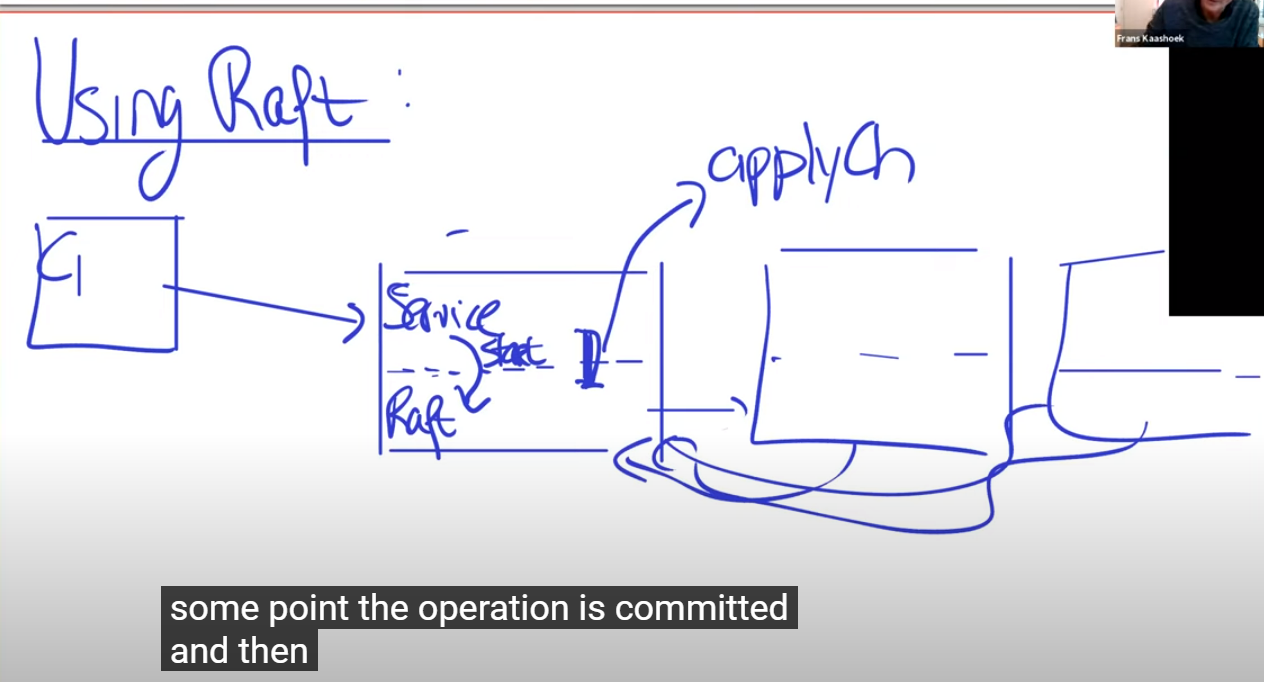 Frans Kaashoek
Using Raft :
applyCh
C1
Service
Start
Raft
some point the operation is committed
and then